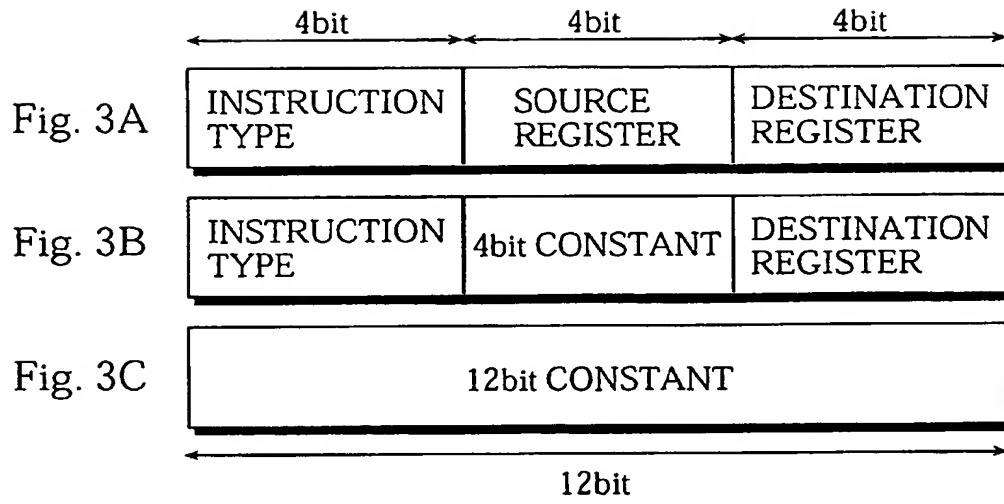 4bit 4bit 4bit
Fig. 3A
INSTRUCTION TYPE
SOURCE REGISTER
DESTINATION REGISTER
Fig. 3B
INSTRUCTION TYPE
4bit CONSTANT
DESTINATION REGISTER
Fig. 3C
12bit CONSTANT
12bit